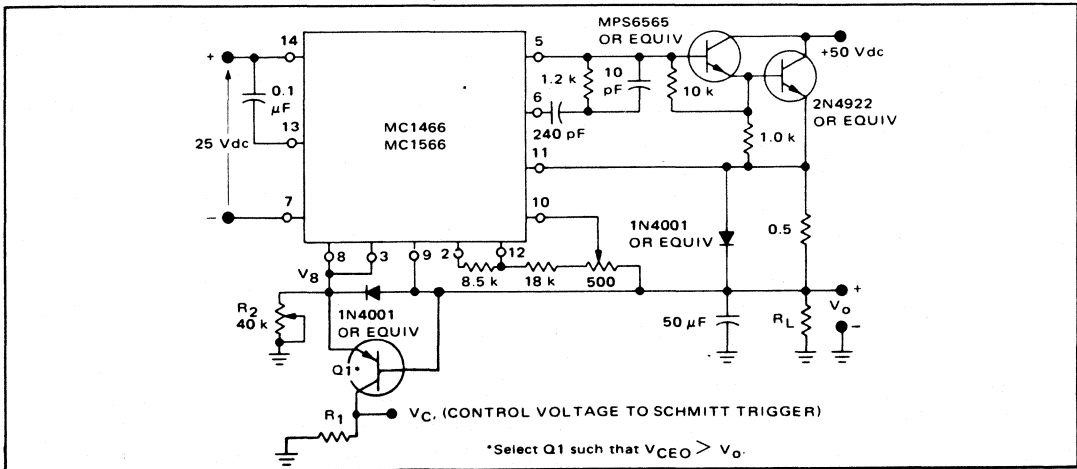 MPS6565
OR EQUIV
+50 Vdc
14
5
+
0.1
µF
1.2 k
10
pF
10 k
2N4922
OR EQUIV
6
240 pF
MC1466
MC1566
13
25 Vdc
11
1.0 k
10
–
7
1N4001
OR EQUIV
0.5
8
3
9
2
12
V8
8.5 k
18 k
500
R2
40 k
1N4001
OR EQUIV
50 µF
RL
+
Vo
–
Q1*
R1
VC, (CONTROL VOLTAGE TO SCHMITT TRIGGER)
*Select Q1 such that VCEO > Vo.